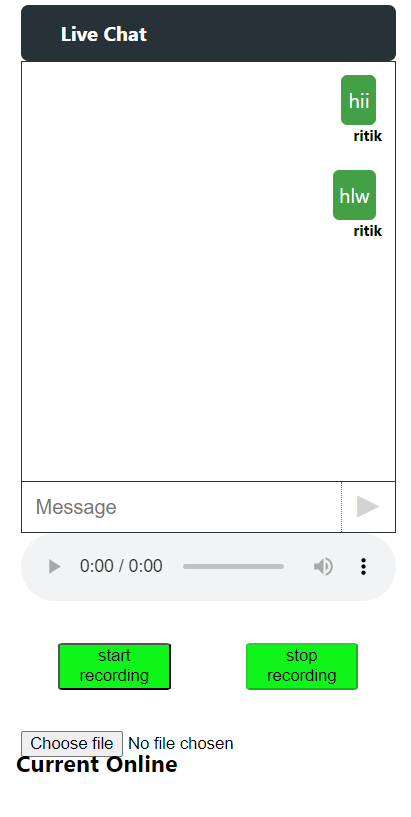 Live Chat
hii
ritik
hlw
ritik
Message
0:00 / 0:00
start
recording
stop
recording
Choose file No file chosen
Current Online